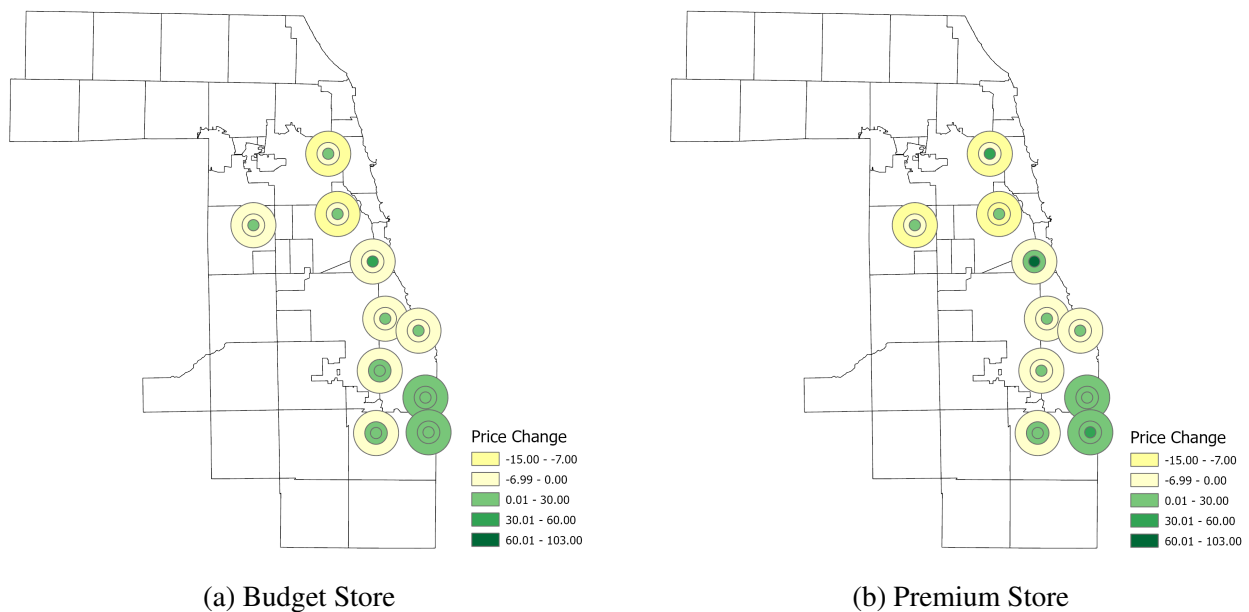 Price Change
-15.00 - -7.00
-6.99 - 0.00
0.01 - 30.00
30.01 - 60.00
60.01 - 103.00
(a) Budget Store
Price Change
-15.00 - -7.00
-6.99 - 0.00
0.01 - 30.00
30.01 - 60.00
60.01 - 103.00
(b) Premium Store